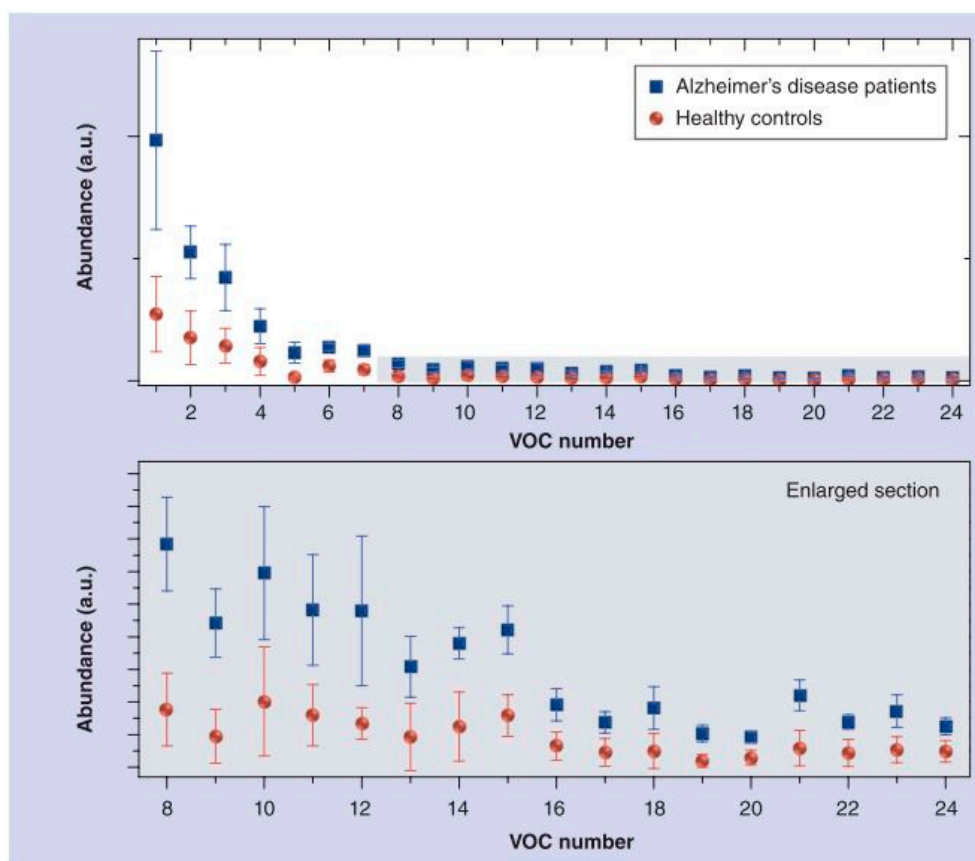 Alzheimer's disease patients
Healthy controls
Abundance (a.u.)
2 4 6 8 10 12 14 16 18 20 22 24
VOC number
Enlarged section
Abundance (a.u.)
8 10 12 14 16 18 20 22 24
VOC number